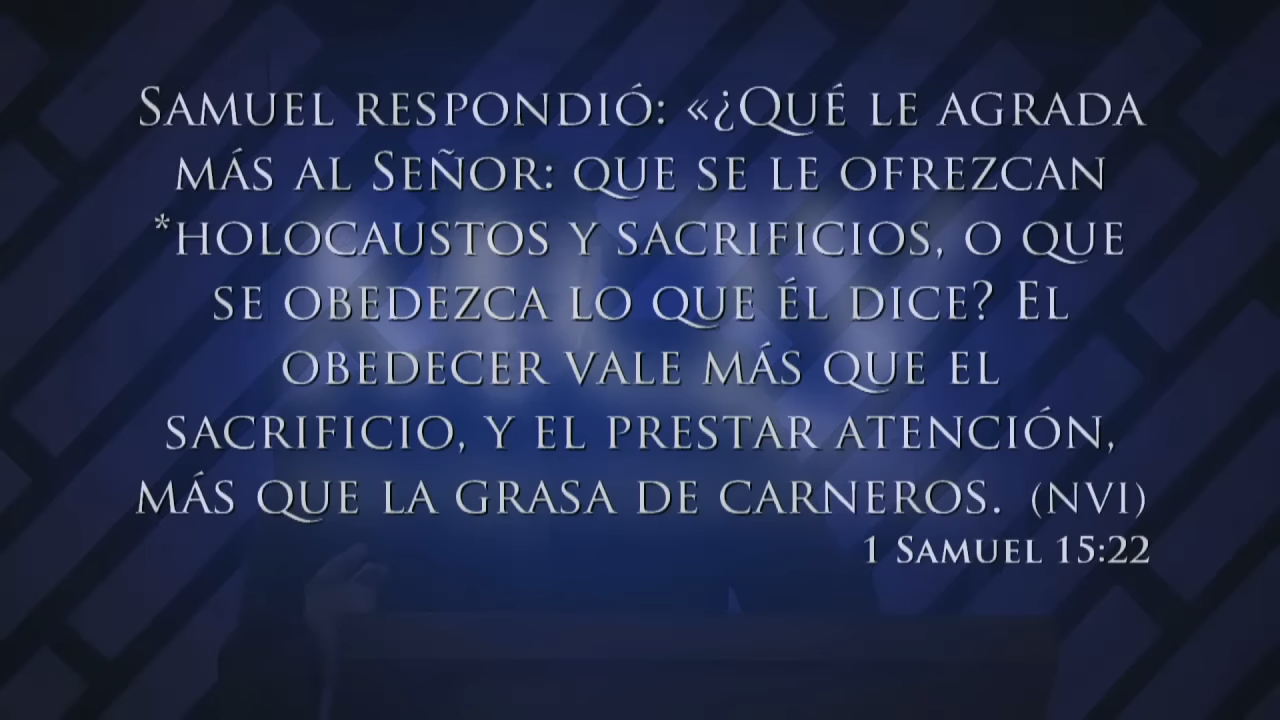 Samuel respondió: «¿Qué le agrada
más al Señor: que se le ofrezcan
*holocaustos y sacrificios, o que
se obedezca lo que él dice? El
obedecer vale más que el
sacrificio, y el prestar atención,
más que la grasa de carneros. (NVI)
1 Samuel 15:22